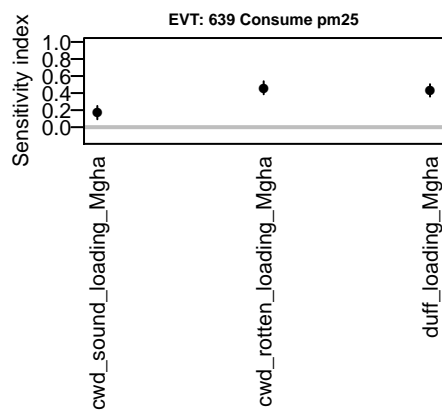 EVT: 639 Consume pm25
Sensitivity index
1.0
0.8
0.6
0.4
0.2
0.0
cwd_sound_loading_Mgha
cwd_rotten_loading_Mgha
duff_loading_Mgha